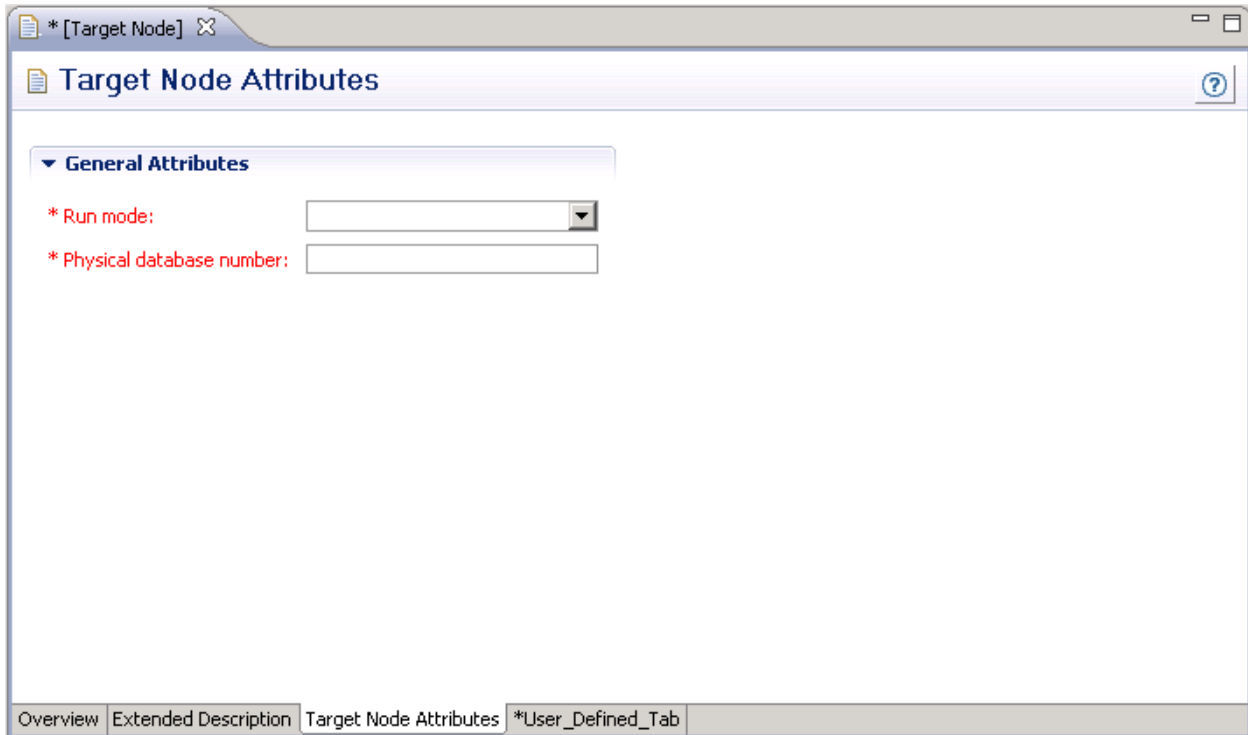 * [Target Node]
Target Node Attributes
General Attributes
* Run mode:
* Physical database number:
Overview Extended Description Target Node Attributes *User_Defined_Tab